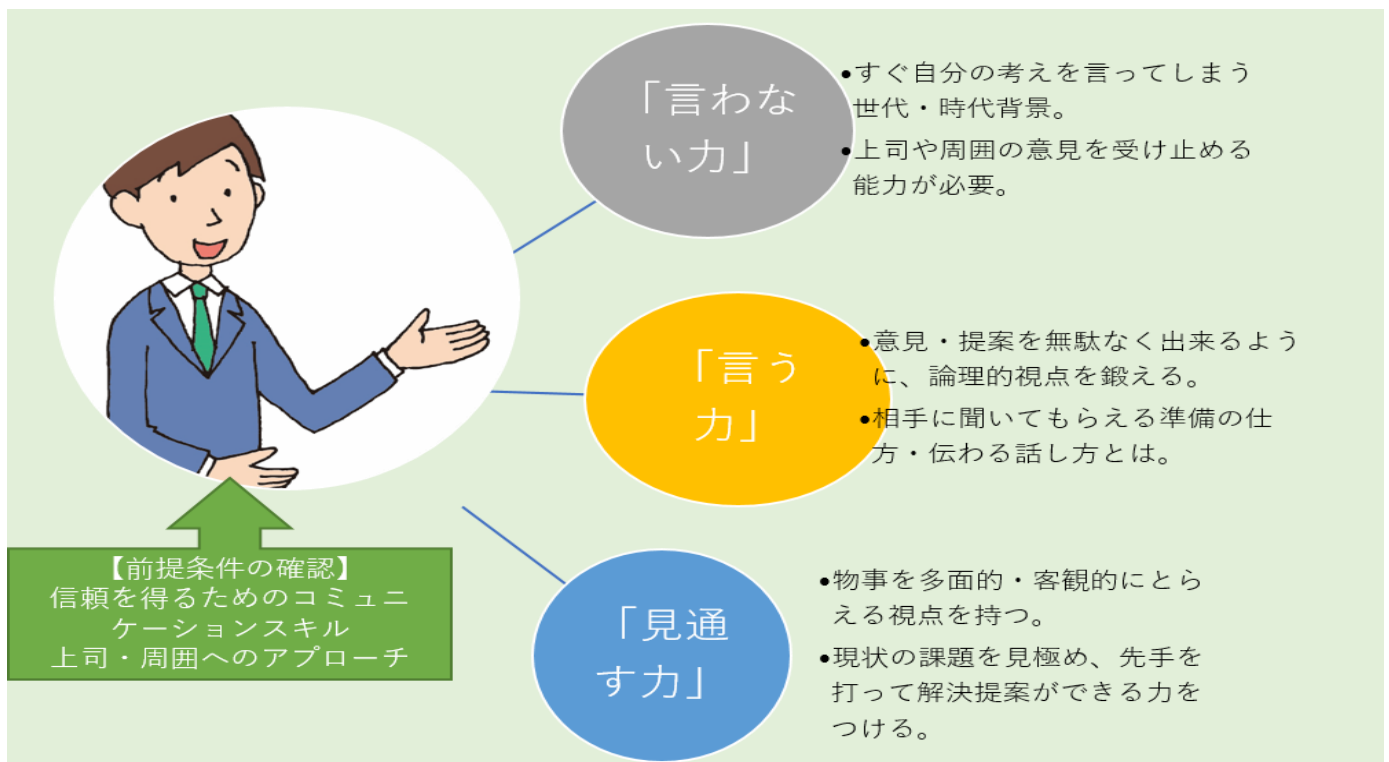 「言わな
い力」
•すぐ自分の考えを言ってしまう
世代・時代背景。
•上司や周囲の意見を受け止める
能力が必要。
「言う
力」
•意見・提案を無駄なく出来るよう
に、論理的視点を鍛える。
•相手に聞いてもらえる準備の仕
方・伝わる話し方とは。
【前提条件の確認】
信頼を得るためのコミュニ
ケーションスキル
上司・周囲へのアプローチ
「見通
す力」
•物事を多面的・客観的にとら
える視点を持つ。
•現状の課題を見極め、先手を
打って解決提案ができる力を
つける。